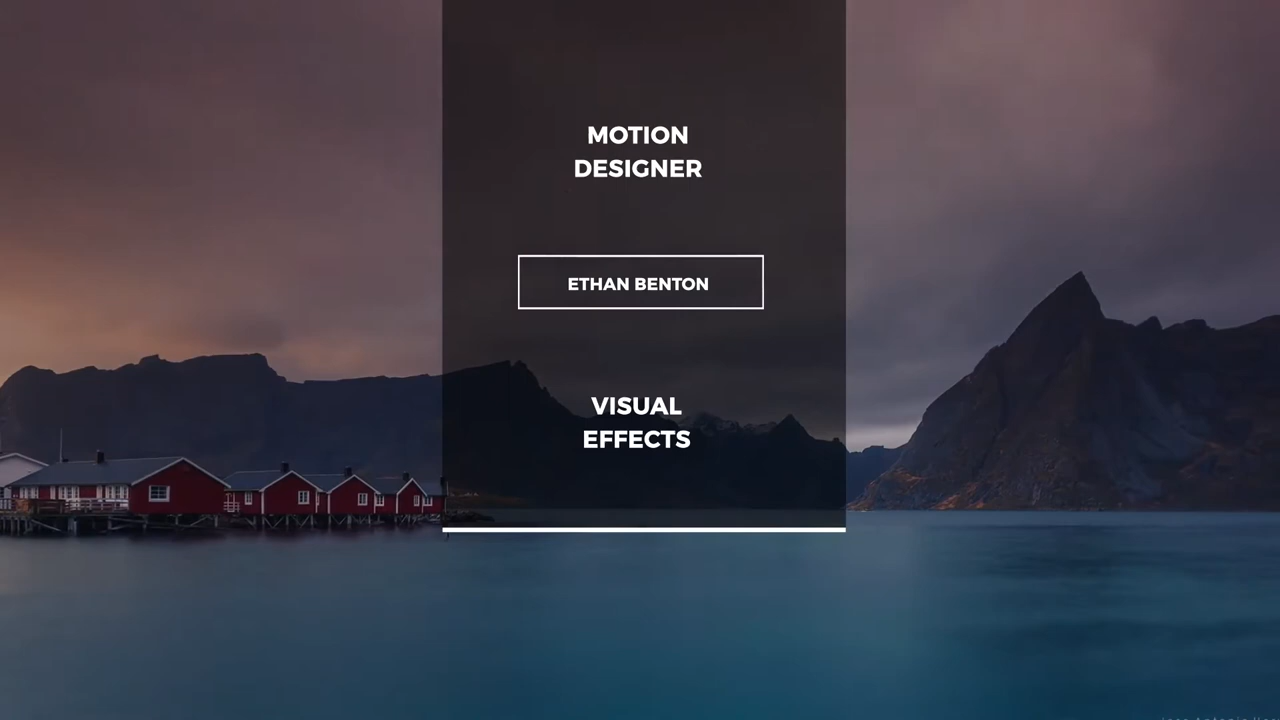 MOTION
DESIGNER
ETHAN BENTON
VISUAL
EFFECTS